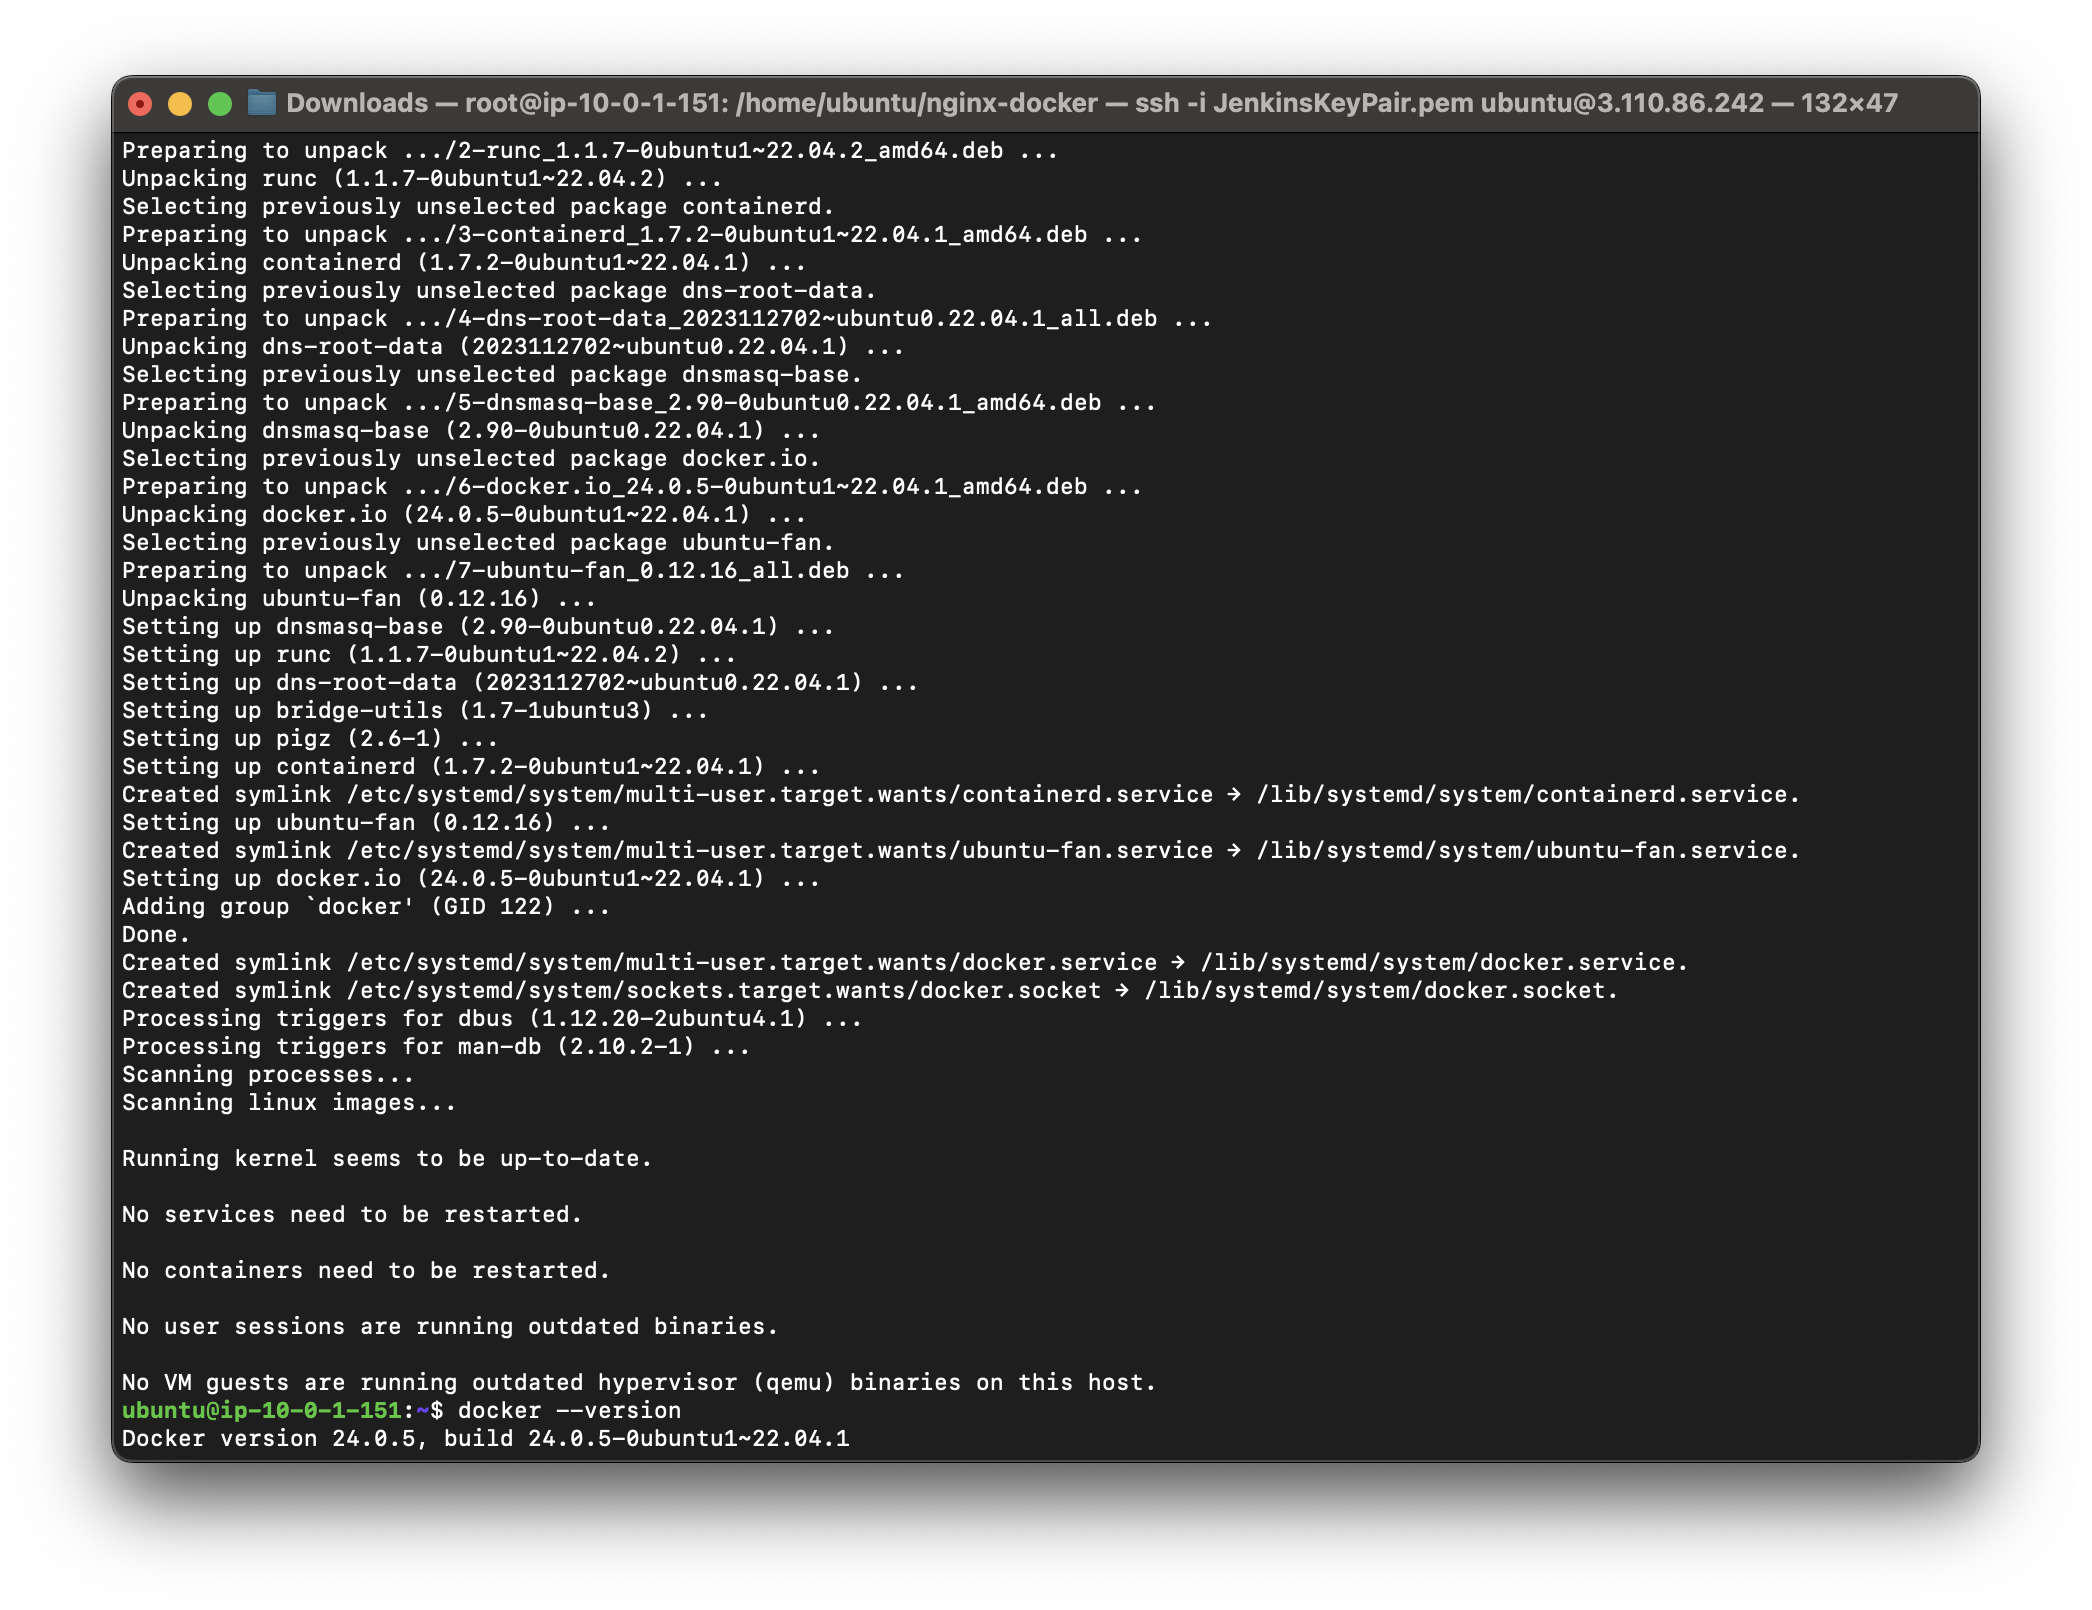 Downloads — root@ip-10-0-1-151: /home/ubuntu/nginx-docker — ssh -i JenkinsKeyPair.pem ubuntu@3.110.86.242 — 132×47
Preparing to unpack .../2-runc_1.1.7-0ubuntu1~22.04.2_amd64.deb ...
Unpacking runc (1.1.7-0ubuntu1~22.04.2) ...
Selecting previously unselected package containerd.
Preparing to unpack .../3-containerd_1.7.2-0ubuntu1~22.04.1_amd64.deb ...
Unpacking containerd (1.7.2-0ubuntu1~22.04.1) ...
Selecting previously unselected package dns-root-data.
Preparing to unpack .../4-dns-root-data_2023112702~ubuntu0.22.04.1_all.deb ...
Unpacking dns-root-data (2023112702~ubuntu0.22.04.1) ...
Selecting previously unselected package dnsmasq-base.
Preparing to unpack .../5-dnsmasq-base_2.90-0ubuntu0.22.04.1_amd64.deb ...
Unpacking dnsmasq-base (2.90-0ubuntu0.22.04.1) ...
Selecting previously unselected package docker.io.
Preparing to unpack .../6-docker.io_24.0.5-0ubuntu1~22.04.1_amd64.deb ...
Unpacking docker.io (24.0.5-0ubuntu1~22.04.1) ...
Selecting previously unselected package ubuntu-fan.
Preparing to unpack .../7-ubuntu-fan_0.12.16_all.deb ...
Unpacking ubuntu-fan (0.12.16) ...
Setting up dnsmasq-base (2.90-0ubuntu0.22.04.1) ...
Setting up runc (1.1.7-0ubuntu1~22.04.2) ...
Setting up dns-root-data (2023112702~ubuntu0.22.04.1) ...
Setting up bridge-utils (1.7-1ubuntu3) ...
Setting up pigz (2.6-1) ...
Setting up containerd (1.7.2-0ubuntu1~22.04.1) ...
Created symlink /etc/systemd/system/multi-user.target.wants/containerd.service → /lib/systemd/system/containerd.service.
Setting up ubuntu-fan (0.12.16) ...
Created symlink /etc/systemd/system/multi-user.target.wants/ubuntu-fan.service → /lib/systemd/system/ubuntu-fan.service.
Setting up docker.io (24.0.5-0ubuntu1~22.04.1) ...
Adding group `docker' (GID 122) ...
Done.
Created symlink /etc/systemd/system/multi-user.target.wants/docker.service → /lib/systemd/system/docker.service.
Created symlink /etc/systemd/system/sockets.target.wants/docker.socket → /lib/systemd/system/docker.socket.
Processing triggers for dbus (1.12.20-2ubuntu4.1) ...
Processing triggers for man-db (2.10.2-1) ...
Scanning processes...
Scanning linux images...
Running kernel seems to be up-to-date.
No services need to be restarted.
No containers need to be restarted.
No user sessions are running outdated binaries.
No VM guests are running outdated hypervisor (qemu) binaries on this host.
ubuntu@ip-10-0-1-151:~$ docker --version
Docker version 24.0.5, build 24.0.5-0ubuntu1~22.04.1